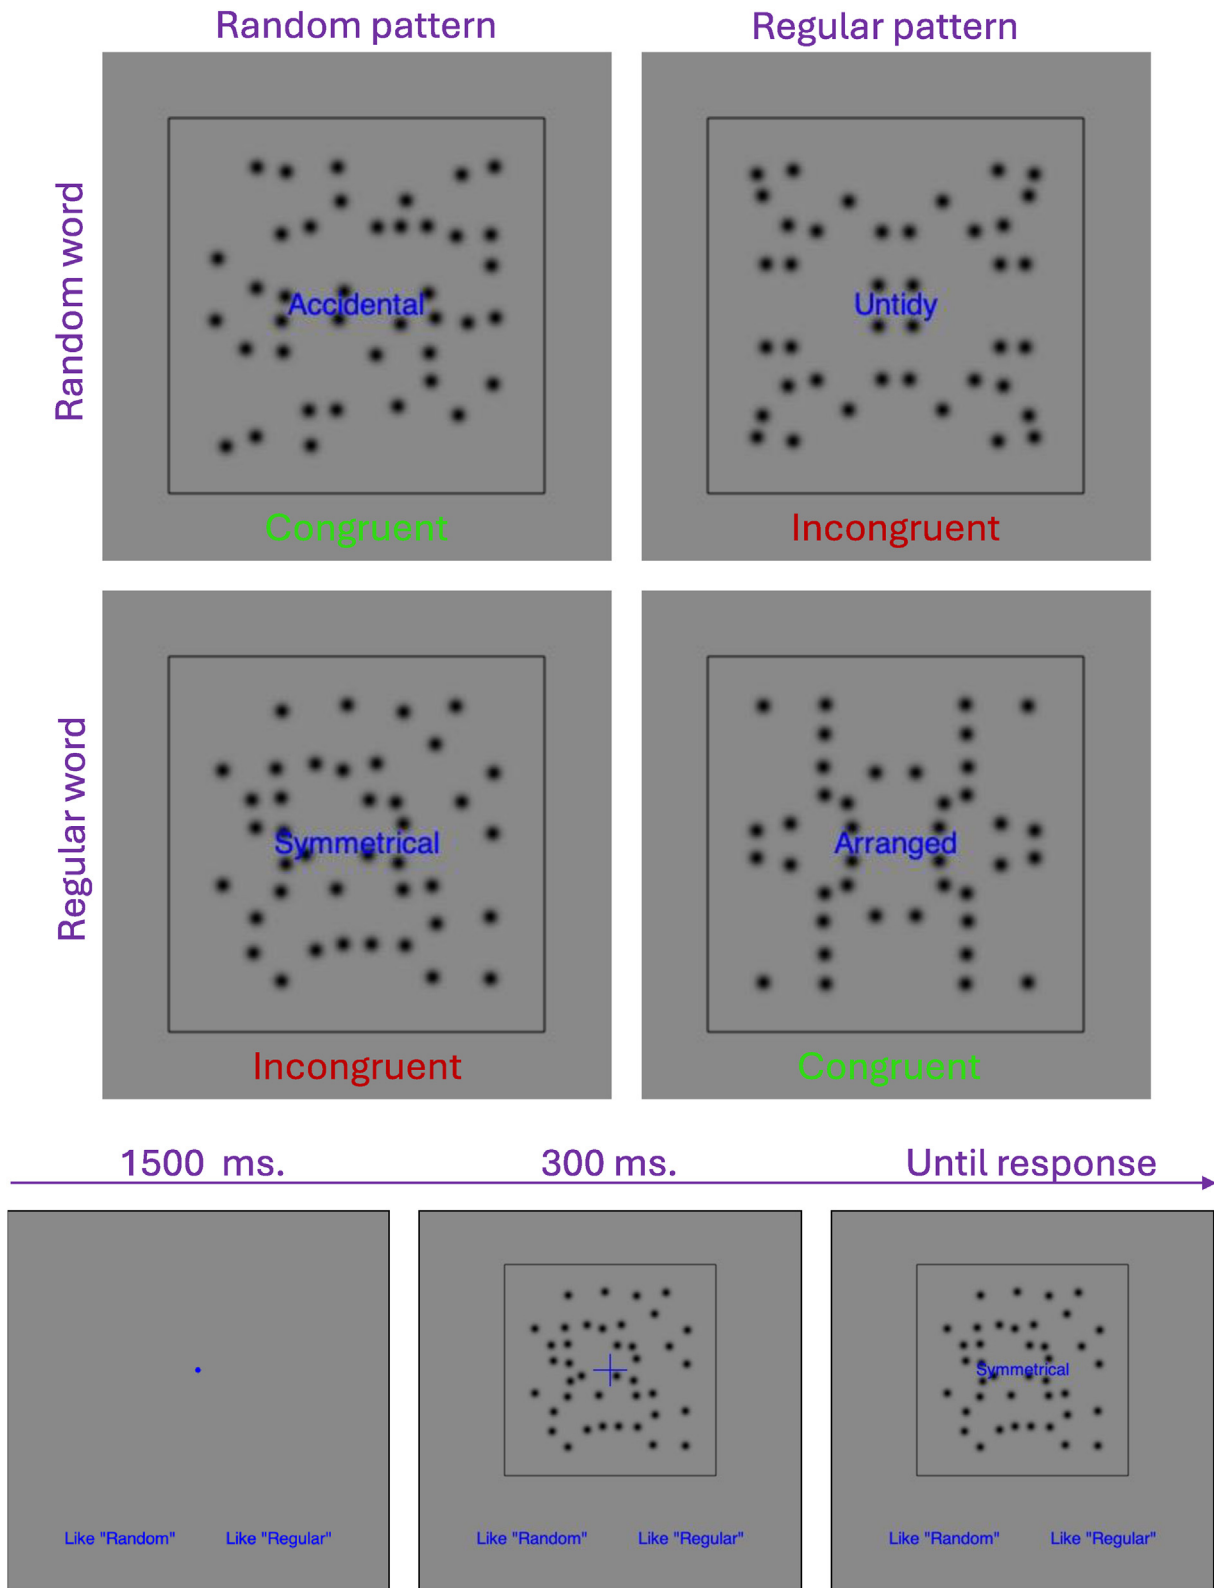 Random pattern
Regular pattern
Random word
Accidental
Congruent
Untidy
Incongruent
Regular word
Symmetrical
Incongruent
Arranged
Congruent
1500 ms.
300 ms.
Until response
Like "Random"
Like "Regular"
Like "Random"
Like "Regular"
Symmetrical
Like "Random"
Like "Regular"